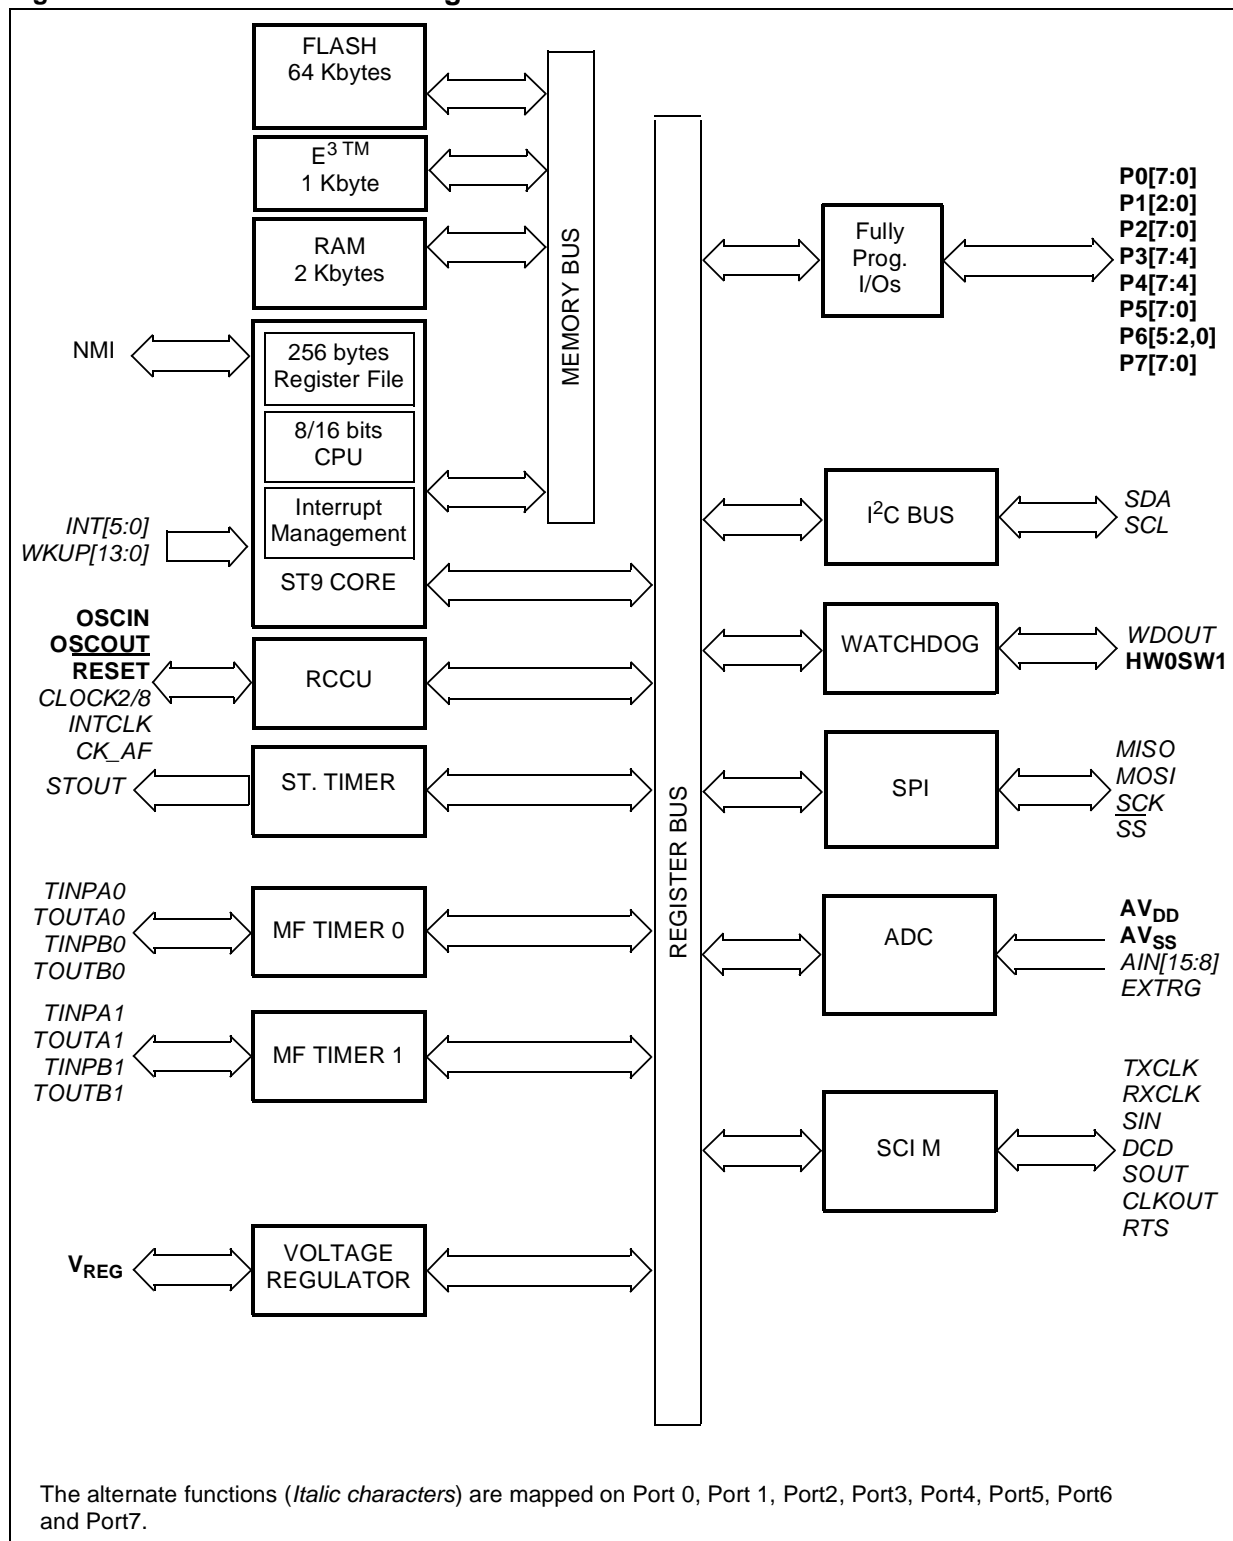 FLASH
64 Kbytes
E3 TM
1 Kbyte
RAM
2 Kbytes
NMI
256 bytes
Register File
8/16 bits
CPU
Interrupt
Management
ST9 CORE
INT[5:0]
WKUP[13:0]
OSCIN
OSCOUT
RESET
CLOCK2/8
INTCLK
CK_AF
RCCU
STOUT
ST. TIMER
TINPA0
TOUTA0
TINPB0
TOUTB0
MF TIMER 0
TINPA1
TOUTA1
TINPB1
TOUTB1
MF TIMER 1
VREG
VOLTAGE
REGULATOR
MEMORY BUS
REGISTER BUS
Fully
Prog.
I/Os
P0[7:0]
P1[2:0]
P2[7:0]
P3[7:4]
P4[7:4]
P5[7:0]
P6[5:2,0]
P7[7:0]
I2C BUS
SDA
SCL
WATCHDOG
WDOUT
HW0SW1
SPI
MISO
MOSI
SCK
SS
ADC
AVDD
AVSS
AIN[15:8]
EXTRG
SCI M
TXCLK
RXCLK
SIN
DCD
SOUT
CLKOUT
RTS
The alternate functions (Italic characters) are mapped on Port 0, Port 1, Port2, Port3, Port4, Port5, Port6
and Port7.